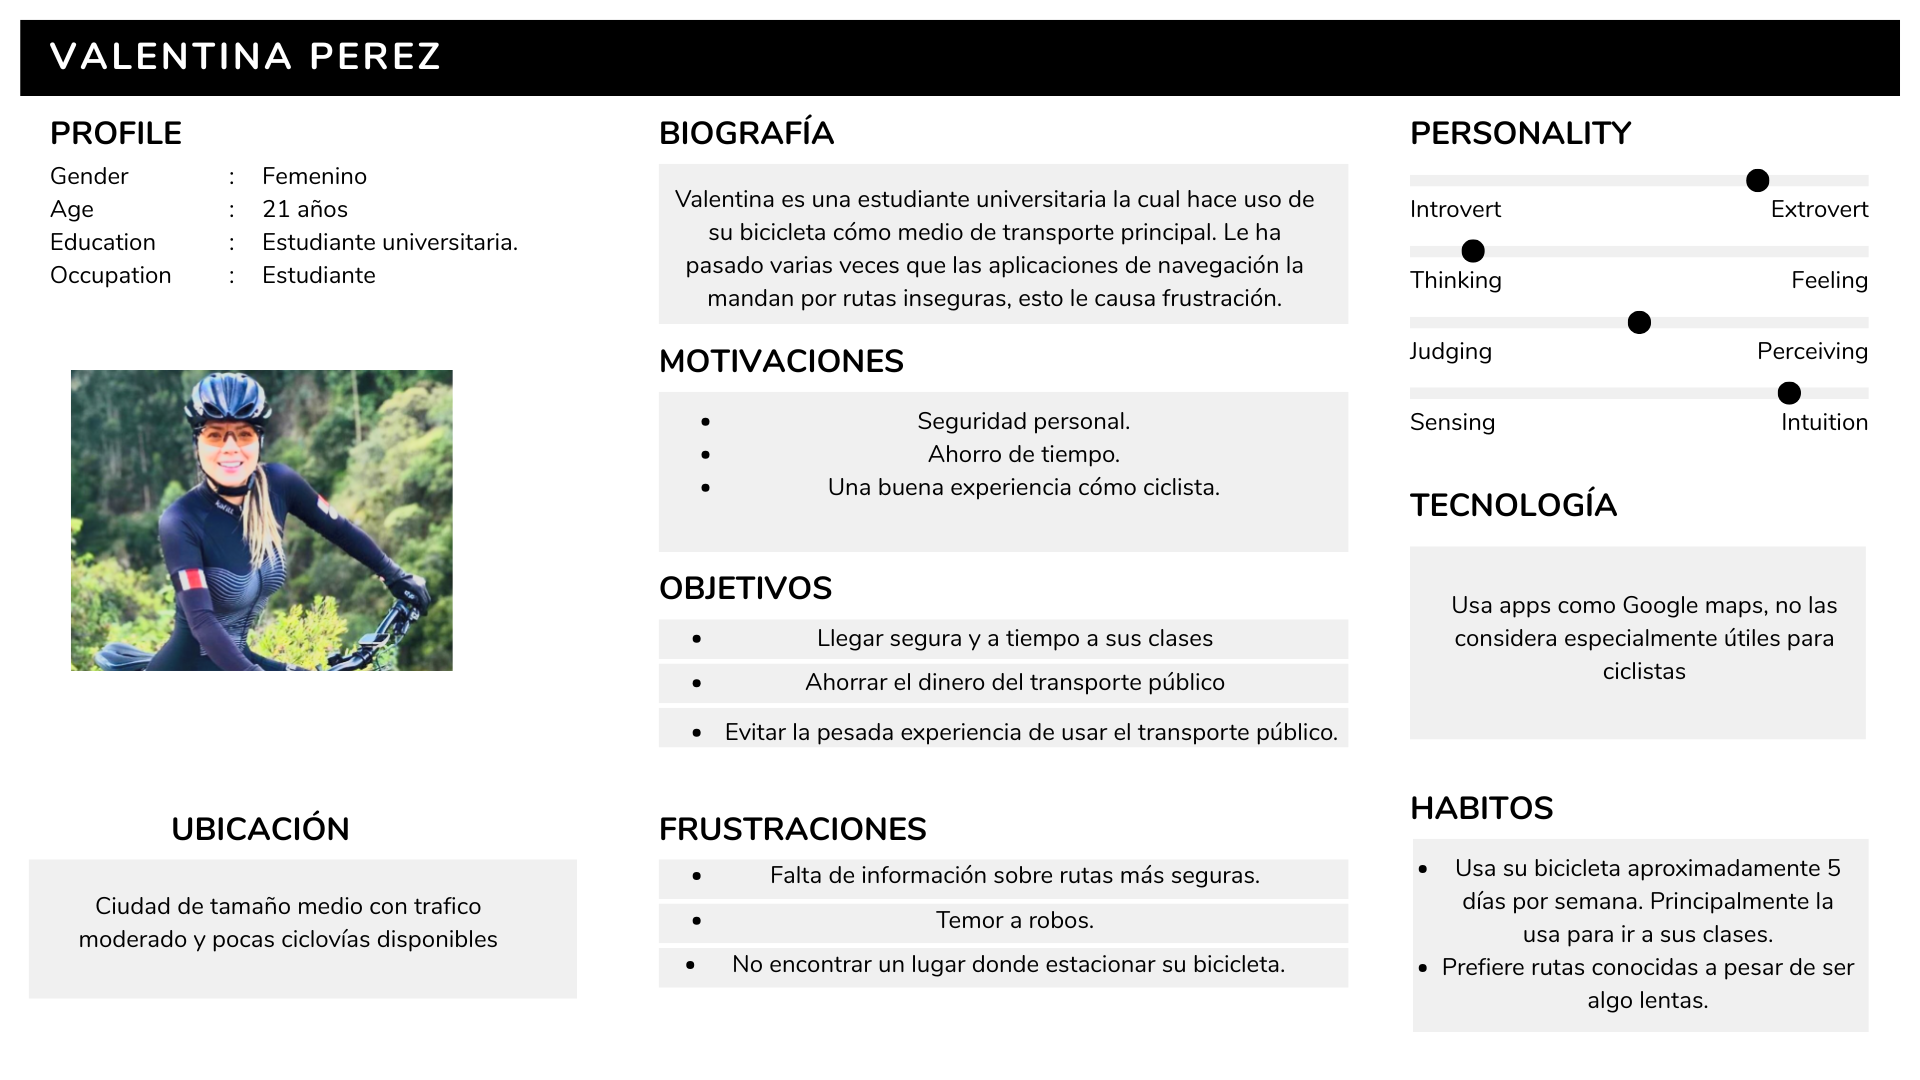 VALENTINA PEREZ
PROFILE
Gender : Femenino
Age : 21 años
Education : Estudiante universitaria.
Occupation : Estudiante
UBICACIÓN
Ciudad de tamaño medio con trafico
moderado y pocas ciclovías disponibles
BIOGRAFÍA
Valentina es una estudiante universitaria la cual hace uso de
su bicicleta cómo medio de transporte principal. Le ha
pasado varias veces que las aplicaciones de navegación la
mandan por rutas inseguras, esto le causa frustración.
MOTIVACIONES
• Seguridad personal.
• Ahorro de tiempo.
• Una buena experiencia cómo ciclista.
OBJETIVOS
• Llegar segura y a tiempo a sus clases
• Ahorrar el dinero del transporte público
• Evitar la pesada experiencia de usar el transporte público.
FRUSTRACIONES
• Falta de información sobre rutas más seguras.
• Temor a robos.
• No encontrar un lugar donde estacionar su bicicleta.
PERSONALITY
Introvert Extrovert
Thinking Feeling
Judging Perceiving
Sensing Intuition
TECNOLOGÍA
Usa apps como Google maps, no las
considera especialmente útiles para
ciclistas
HABITOS
• Usa su bicicleta aproximadamente 5
días por semana. Principalmente la
usa para ir a sus clases.
• Prefiere rutas conocidas a pesar de ser
algo lentas.